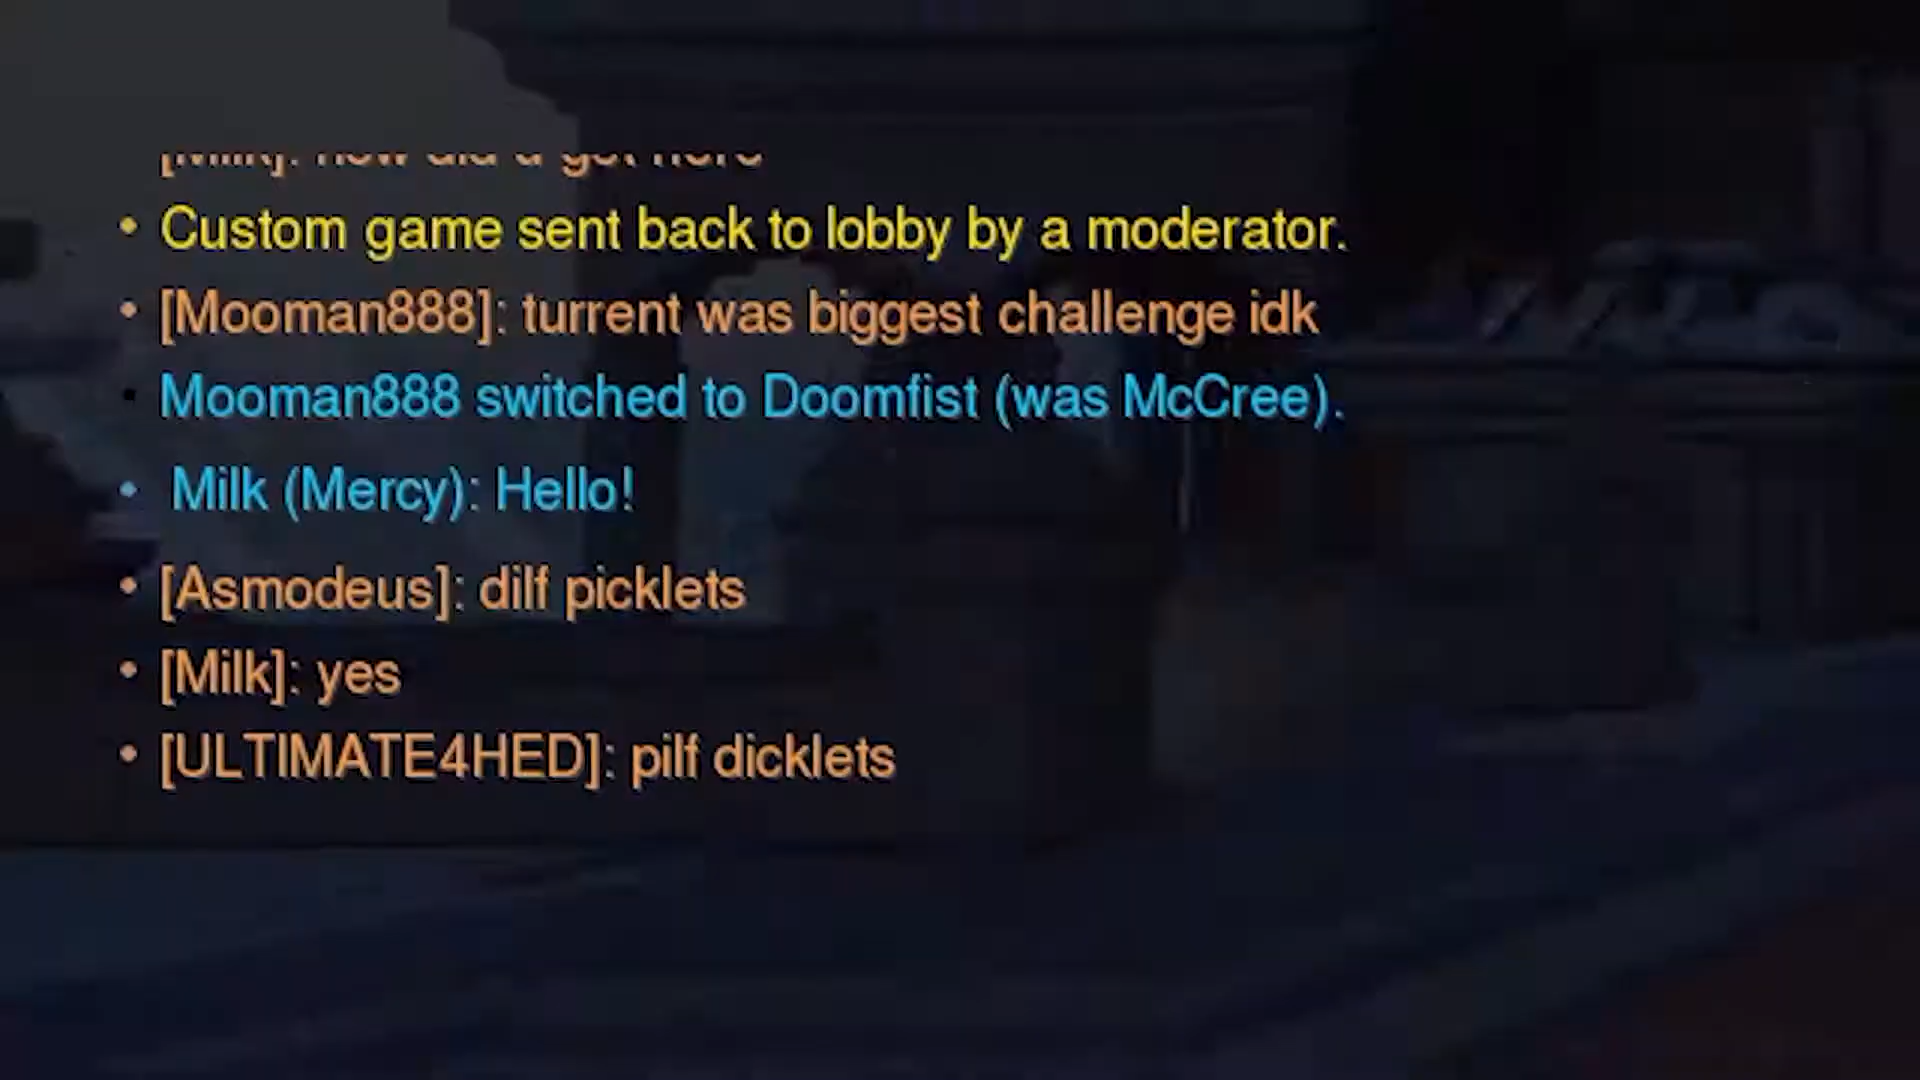 • Custom game sent back to lobby by a moderator.
• [Mooman888]: turrent was biggest challenge idk
• Mooman888 switched to Doomfist (was McCree).
• Milk (Mercy): Hello!
• [Asmodeus]: dilf picklets
• [Milk]: yes
• [ULTIMATE4HED]: pilf dicklets